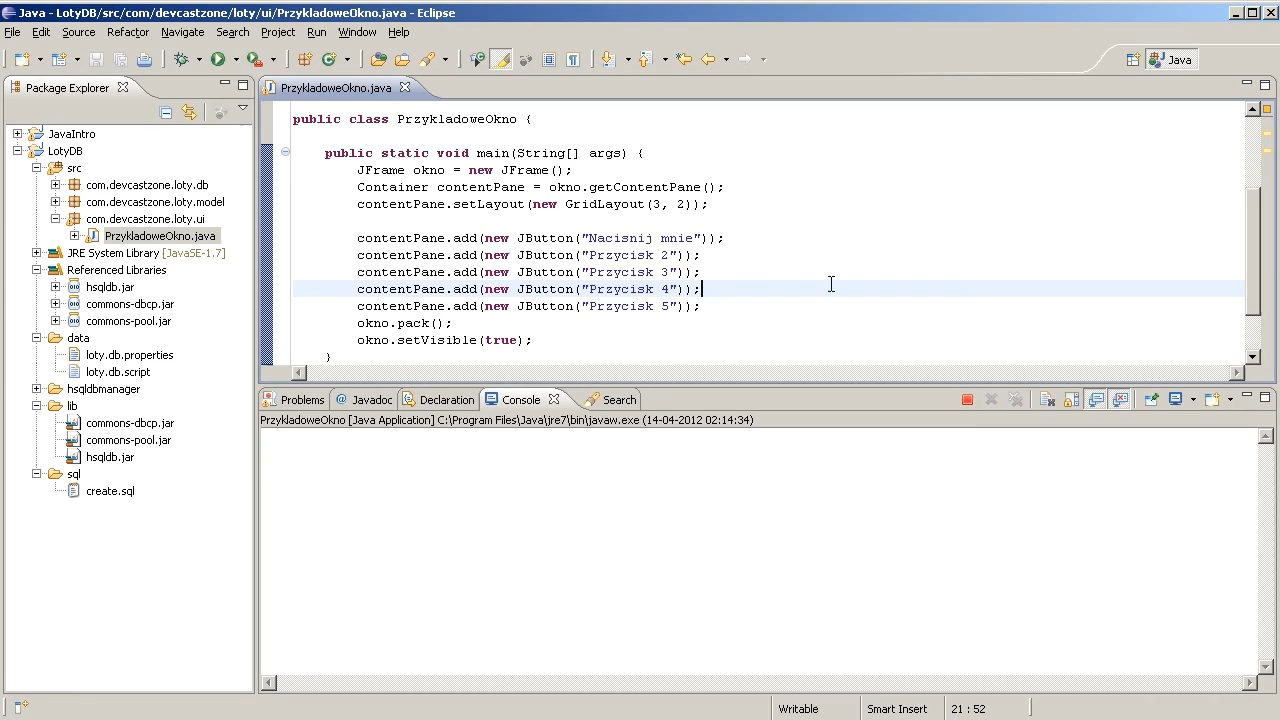 Java - LotyDB/src/com/devcastzone/loty/ui/PrzykladoweOkno.java - Eclipse
File Edit Source Refactor Navigate Search Project Run Window Help
Java
Package Explorer
JavaIntro
LotyDB
src
com.devcastzone.loty.db
com.devcastzone.loty.model
com.devcastzone.loty.ui
PrzykladoweOkno.java
JRE System Library [JavaSE-1.7]
Referenced Libraries
hsqldb.jar
commons-dbcp.jar
commons-pool.jar
data
loty.db.properties
loty.db.script
hsqldbmanager
lib
commons-dbcp.jar
commons-pool.jar
hsqldb.jar
sql
create.sql
PrzykladoweOkno.java
public class PrzykladoweOkno {
public static void main(String[] args) {
JFrame okno = new JFrame();
Container contentPane = okno.getContentPane();
contentPane.setLayout(new GridLayout(3, 2));
contentPane.add(new JButton("Nacisnij mnie"));
contentPane.add(new JButton("Przycisk 2"));
contentPane.add(new JButton("Przycisk 3"));
contentPane.add(new JButton("Przycisk 4"));
contentPane.add(new JButton("Przycisk 5"));
okno.pack();
okno.setVisible(true);
}
Problems Javadoc Declaration Console Search
PrzykladoweOkno [Java Application] C:\Program Files\Java\jre7\bin\javaw.exe (14-04-2012 02:14:34)
Writable Smart Insert 21 : 52